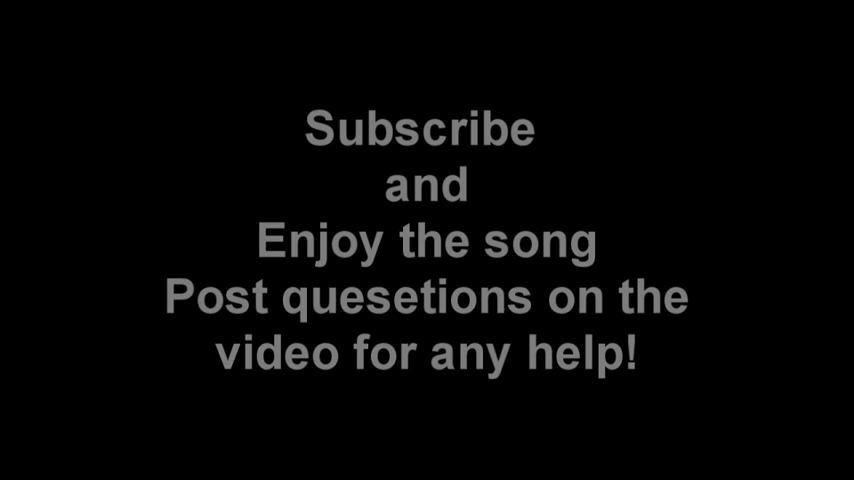 Subscribe
and
Enjoy the song
Post quesetions on the
video for any help!